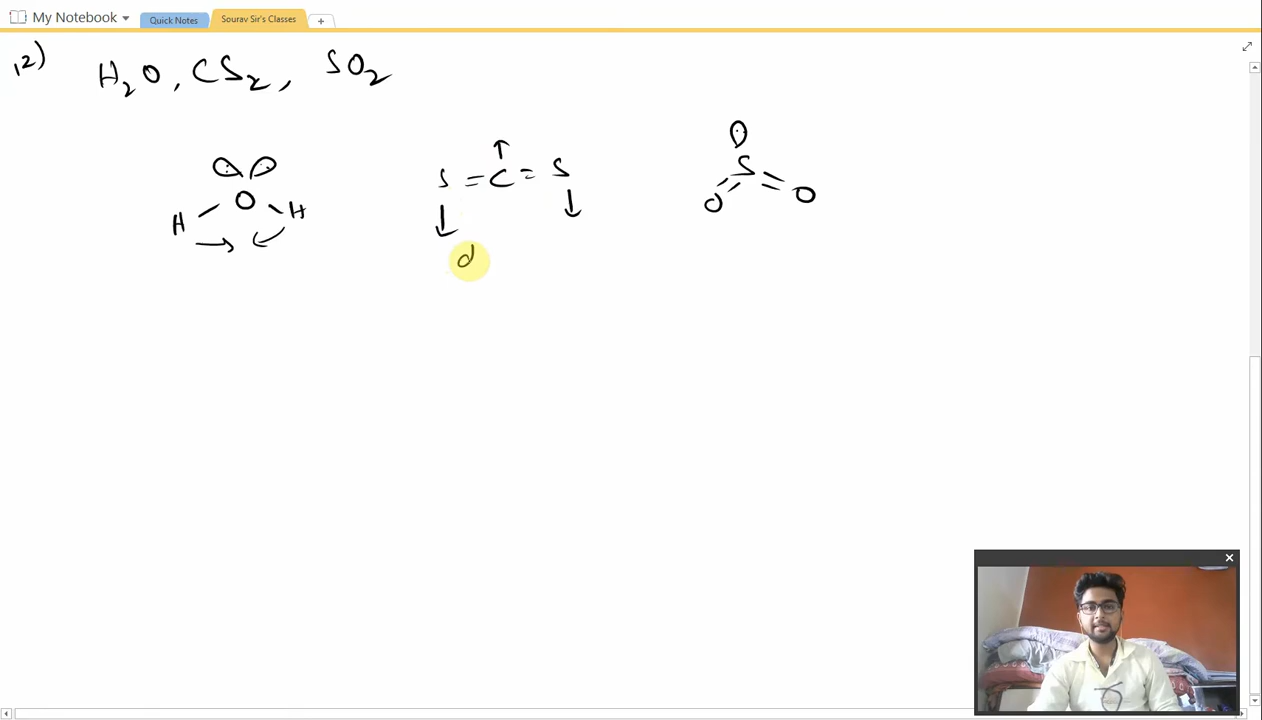 My Notebook
Quick Notes
Sourav Sir's Classes
12) H₂O, CS₂, SO₂
O
H H
S = C = S
S
O O
d